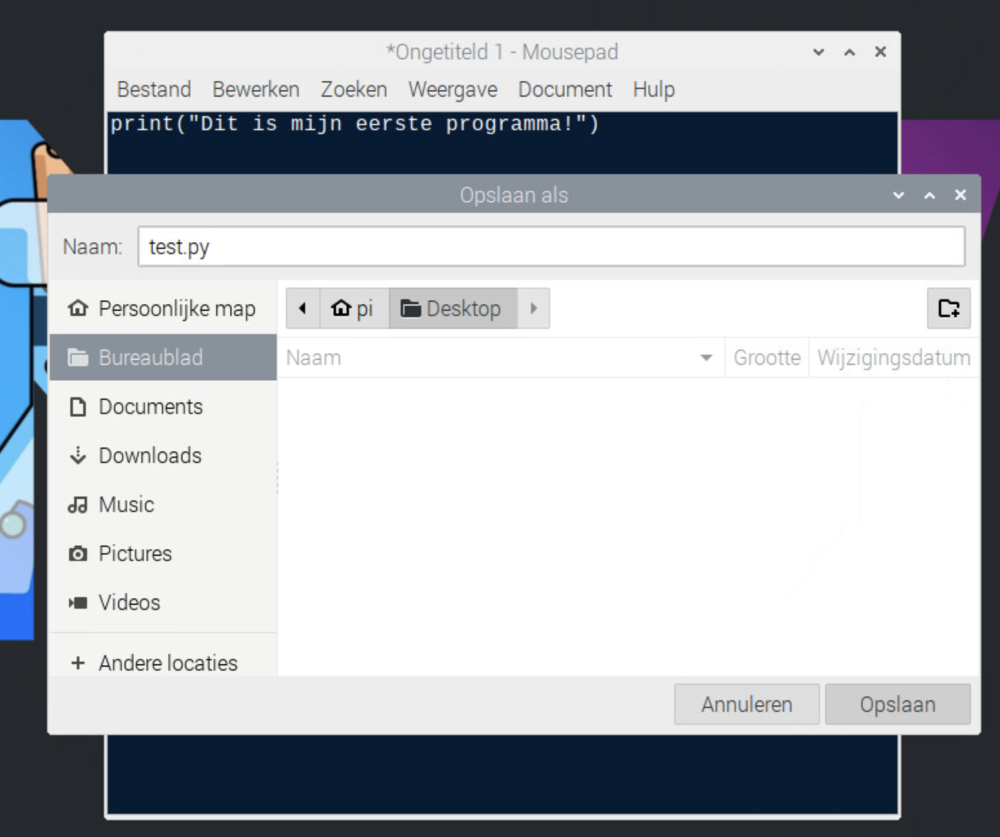 *Ongetiteld 1 - Mousepad
Bestand Bewerken Zoeken Weergave Document Hulp
print("Dit is mijn eerste programma!")
Opslaan als
Naam: test.py
Persoonlijke map
Bureaublad
Documents
Downloads
Music
Pictures
Videos
+ Andere locaties
pi Desktop
Naam Grootte Wijzigingsdatum
Annuleren Opslaan